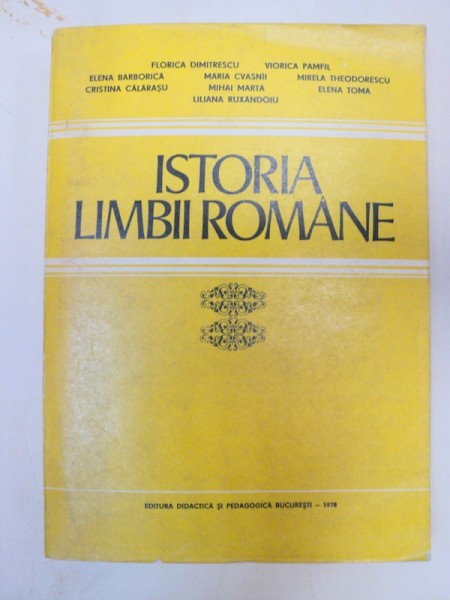 FLORICA DIMITRESCU VIORICA PAMFIL
ELENA BARBORICĂ MARIA CVASNÎI MIRELA THEODORESCU
CRISTINA CĂLĂRAȘU MIHAI MARTA ELENA TOMA
LILIANA RUXĂNDOIU
ISTORIA
LIMBII ROMÂNE
EDITURA DIDACTICĂ ȘI PEDAGOGICĂ BUCUREȘTI – 1978